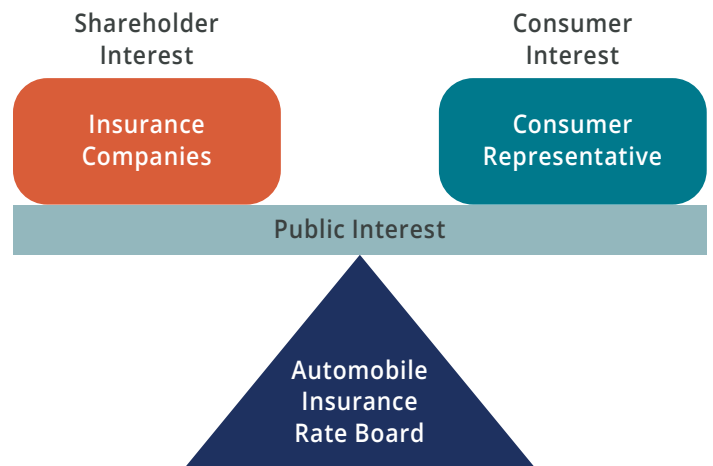 Shareholder
Interest
Consumer
Interest
Insurance
Companies
Consumer
Representative
Public Interest
Automobile
Insurance
Rate Board